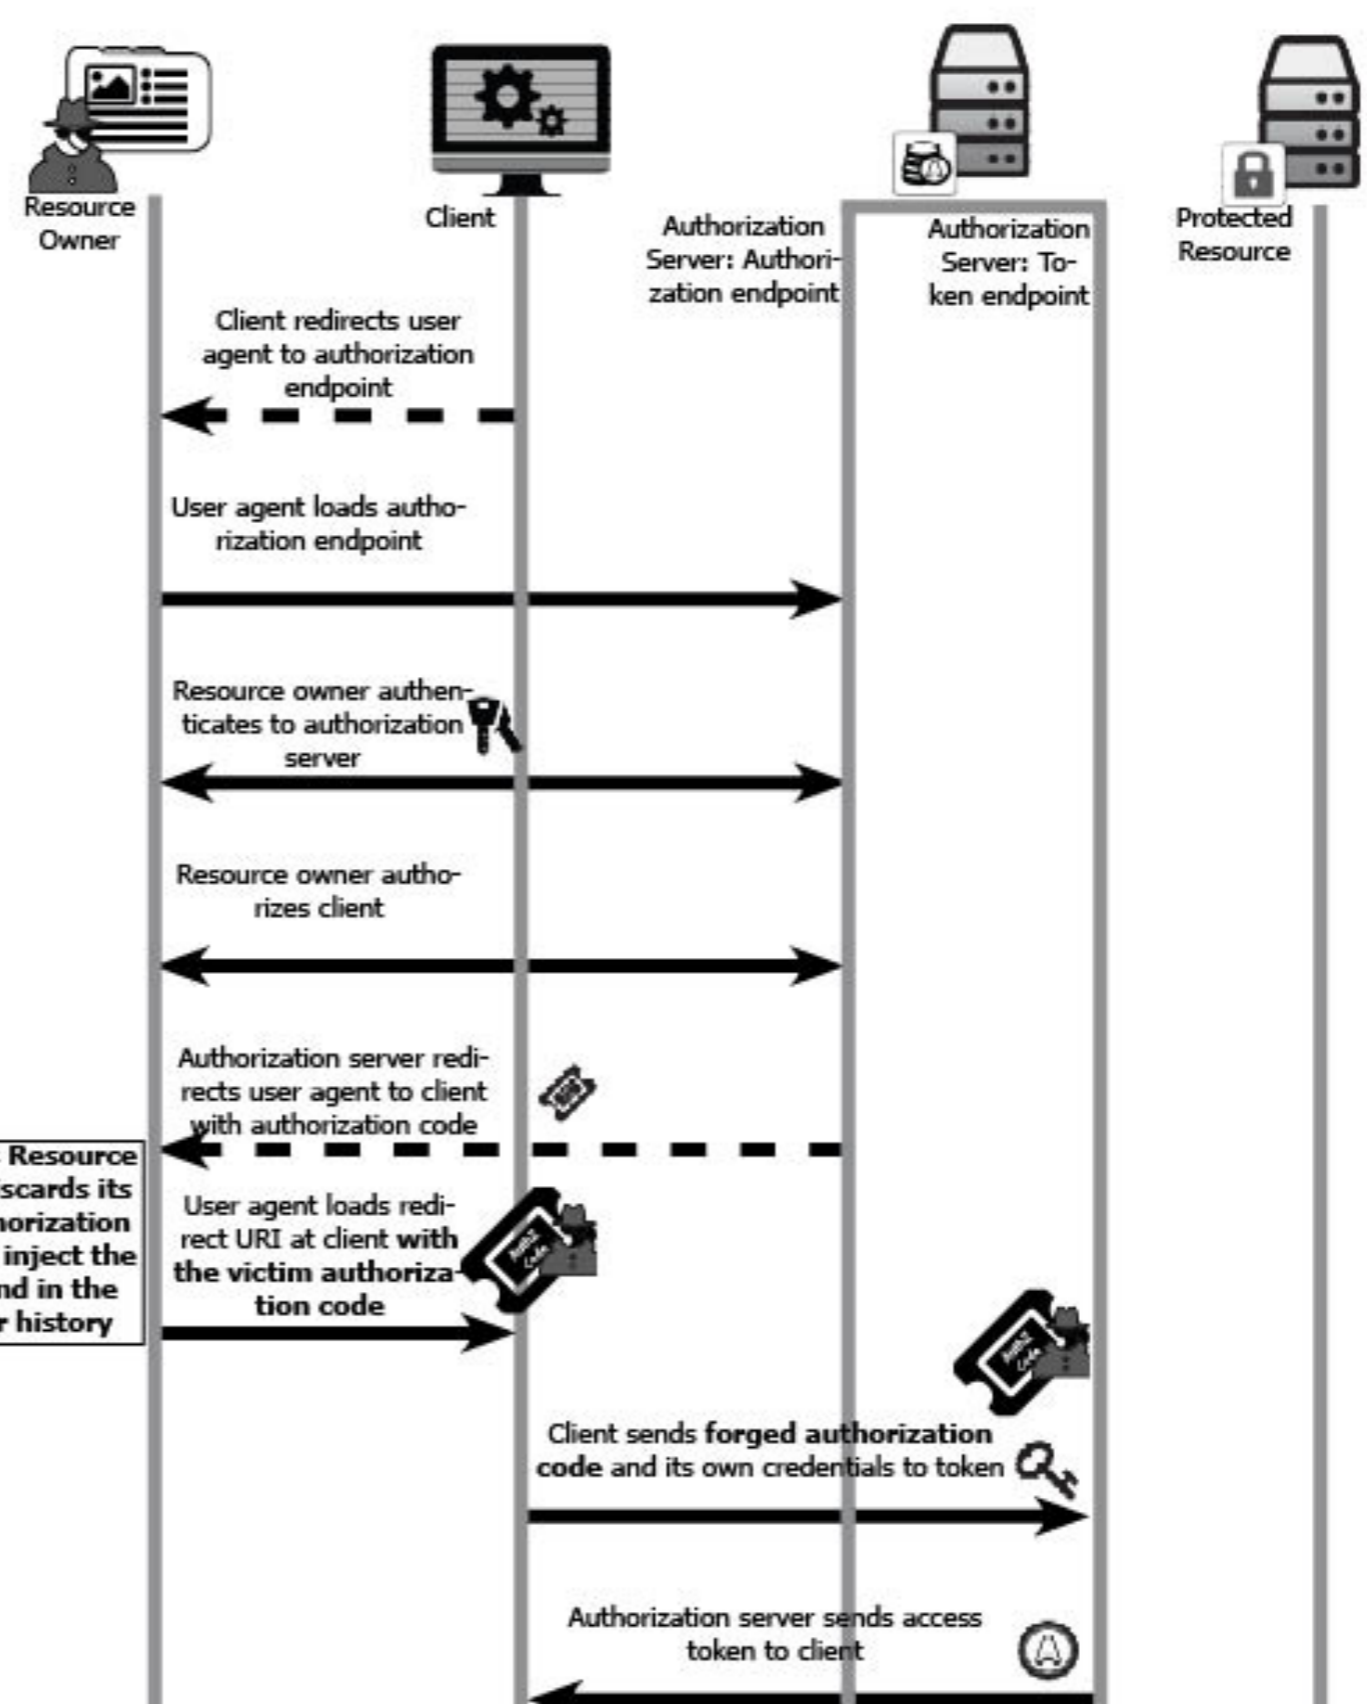 Resource
Owner
Client
Authorization
Server: Authori-
zation endpoint
Authorization
Server: To-
ken endpoint
Protected
Resource
Client redirects user
agent to authorization
endpoint
User agent loads autho-
rization endpoint
Resource owner authen-
ticates to authorization
server
Resource owner autho-
rizes client
Authorization server redi-
rects user agent to client
with authorization code
Resource
its
inject the
in the
history
User agent loads redi-
rect URI at client with
the victim authoriza-
tion code
Authz
Code
Authz
Code
Client sends forged authorization
code and its own credentials to token
Authorization server sends access
token to client
A